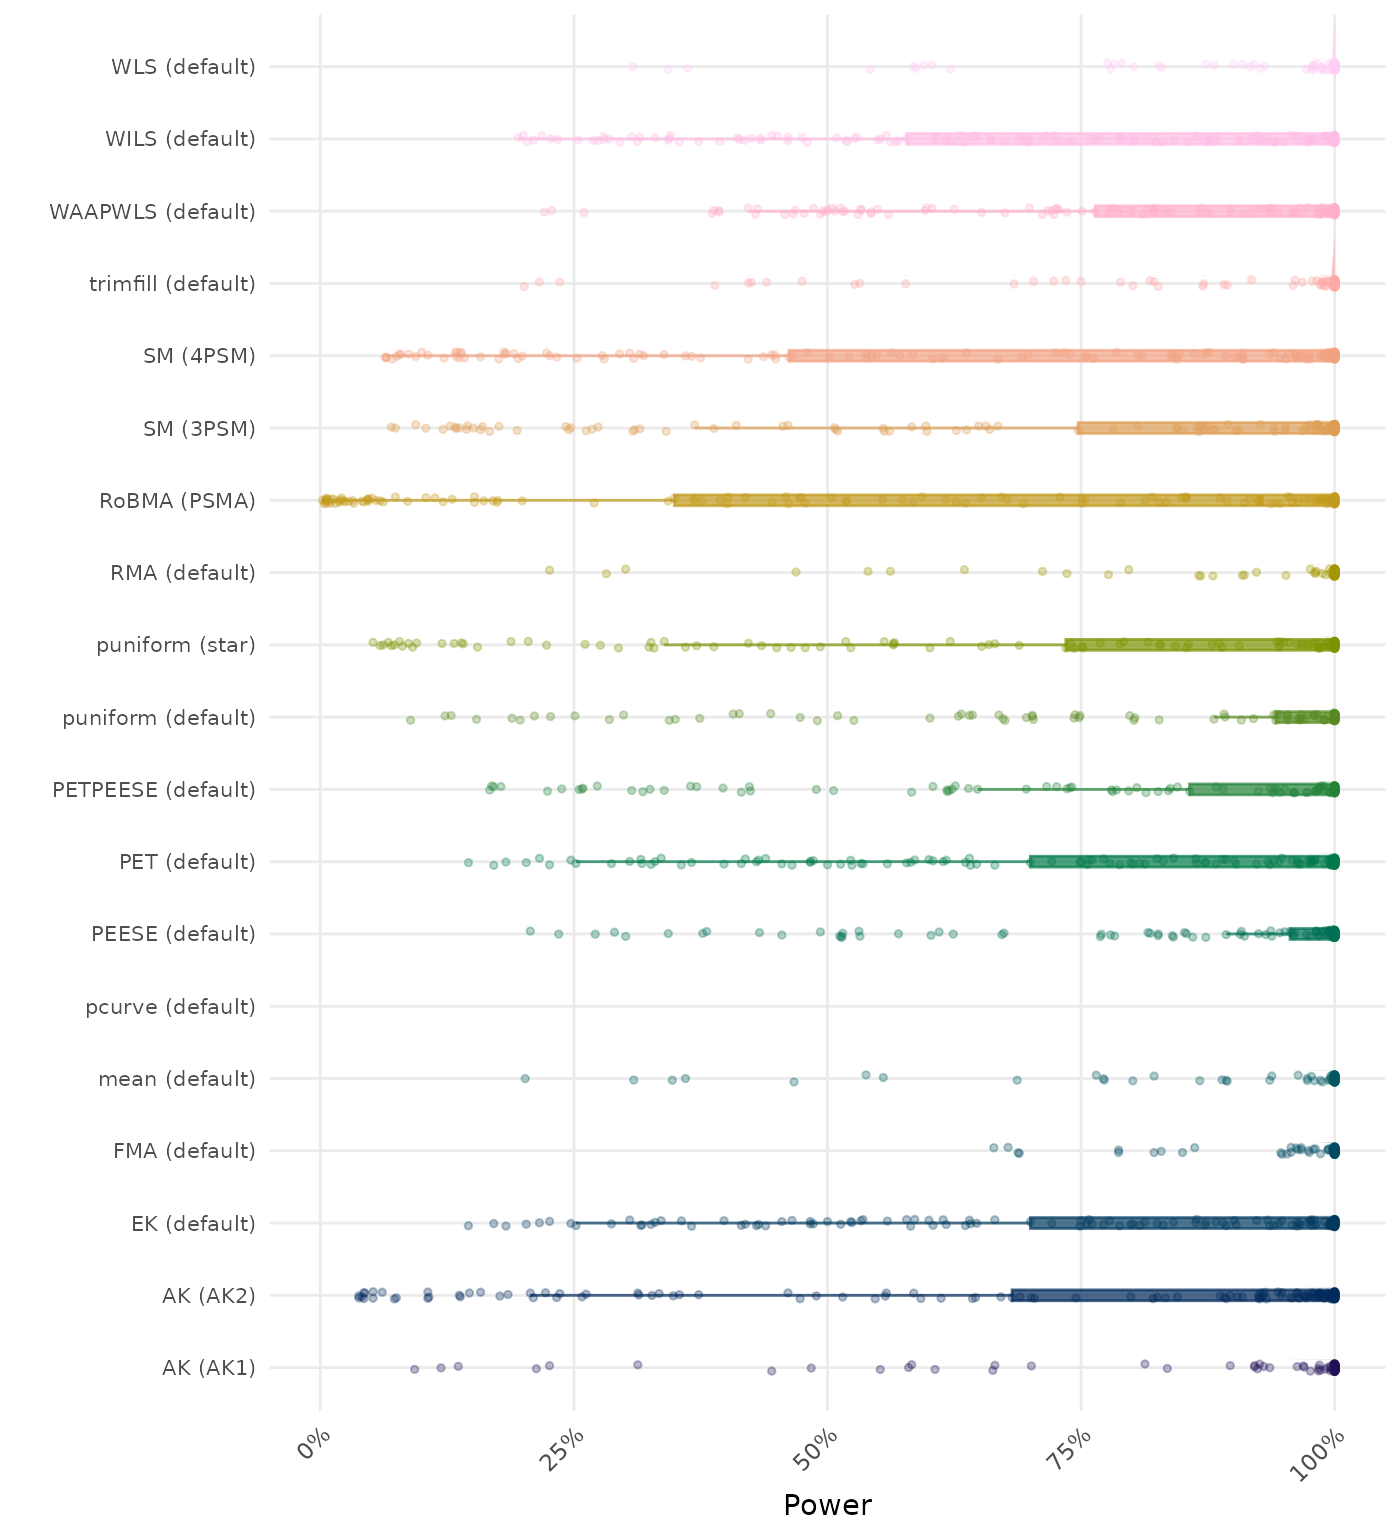 WLS (default)
WILS (default)
WAAPWLS (default)
trimfill (default)
SM (4PSM)
SM (3PSM)
RoBMA (PSMA)
RMA (default)
puniform (star)
puniform (default)
PETPEESE (default)
PET (default)
PEESE (default)
pcurve (default)
mean (default)
FMA (default)
EK (default)
AK (AK2)
AK (AK1)
0%
25%
50%
75%
100%
Power